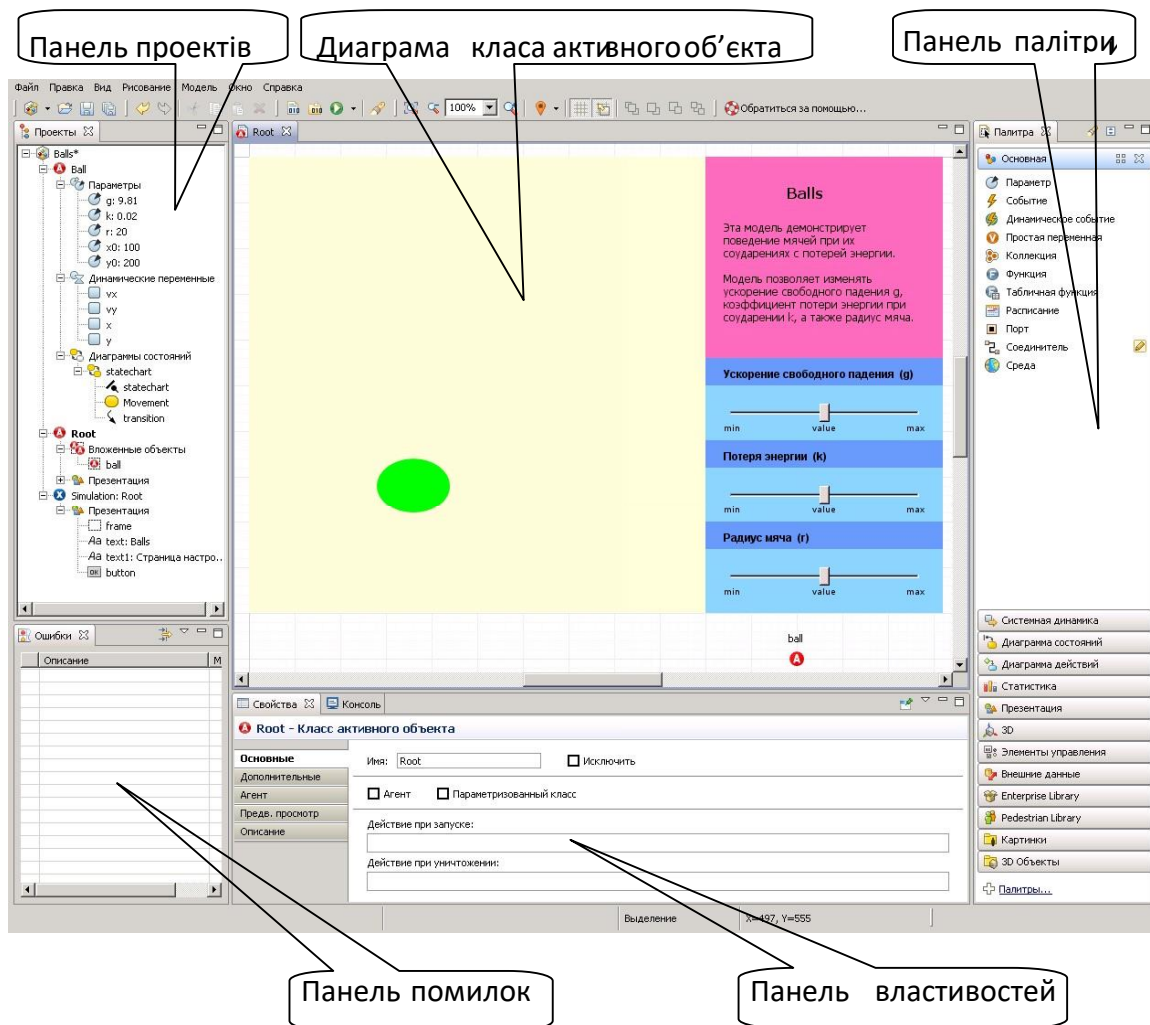 Панель проектів
Диаграма класа активного об’єкта
Панель палітри
Файл Правка Вид Рисование Модель Окно Справка
100%
Обратиться за помощью...
Проекты
Balls*
Ball
Параметры
g: 9.81
k: 0.02
r: 20
x0: 100
y0: 200
Динамические переменные
vx
vy
x
y
Диаграммы состояний
statechart
statechart
Movement
transition
Root
Вложенные объекты
ball
Презентация
Simulation: Root
Презентация
frame
Aa text: Balls
Aa text1: Страница настро..
OK button
Ошибки
Описание М
Root
Balls
Эта модель демонстрирует
поведение мячей при их
соударениях с потерей энергии.
Модель позволяет изменять
ускорение свободного падения g,
коэффициент потери энергии при
соударении k, а также радиус мяча.
Ускорение свободного падения (g)
min value max
Потеря энергии (k)
min value max
Радиус мяча (r)
min value max
ball
A
Свойства Консоль
Root - Класс активного объекта
Основные
Дополнительные
Агент
Предв. просмотр
Описание
Имя: Root Исключить
Агент Параметризованный класс
Действие при запуске:
Действие при уничтожении:
Выделение X=497, Y=555
Палитра
Основная
Параметр
Событие
Динамическое событие
Простая переменная
Коллекция
Функция
Табличная функция
Расписание
Порт
Соединитель
Среда
Системная динамика
Диаграмма состояний
Диаграмма действий
Статистика
Презентация
3D
Элементы управления
Внешние данные
Enterprise Library
Pedestrian Library
Картинки
3D Объекты
Палитры...
Панель помилок
Панель властивостей